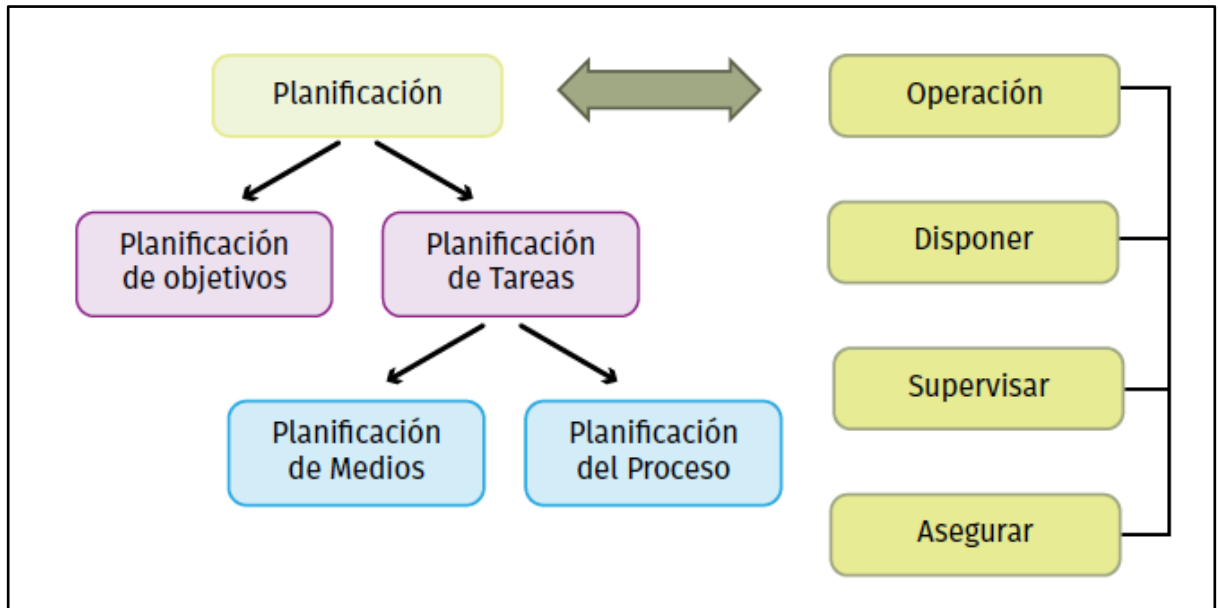 Planificación
Operación
Planificación
de objetivos
Planificación
de Tareas
Disponer
Supervisar
Planificación
de Medios
Planificación
del Proceso
Asegurar